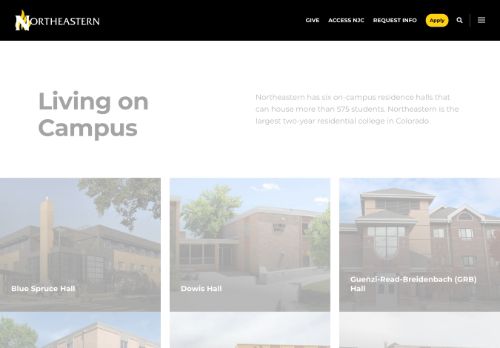 NORTHEASTERN
GIVE
ACCESS NJC
REQUEST INFO
Apply
Living on
Campus
Northeastern has six on-campus residence halls that
can house more than 575 students. Northeastern is the
largest two-year residential college in Colorado.
Blue Spruce Hall
Dowis Hall
Guenzi-Read-Breidenbach (GRB)
Hall